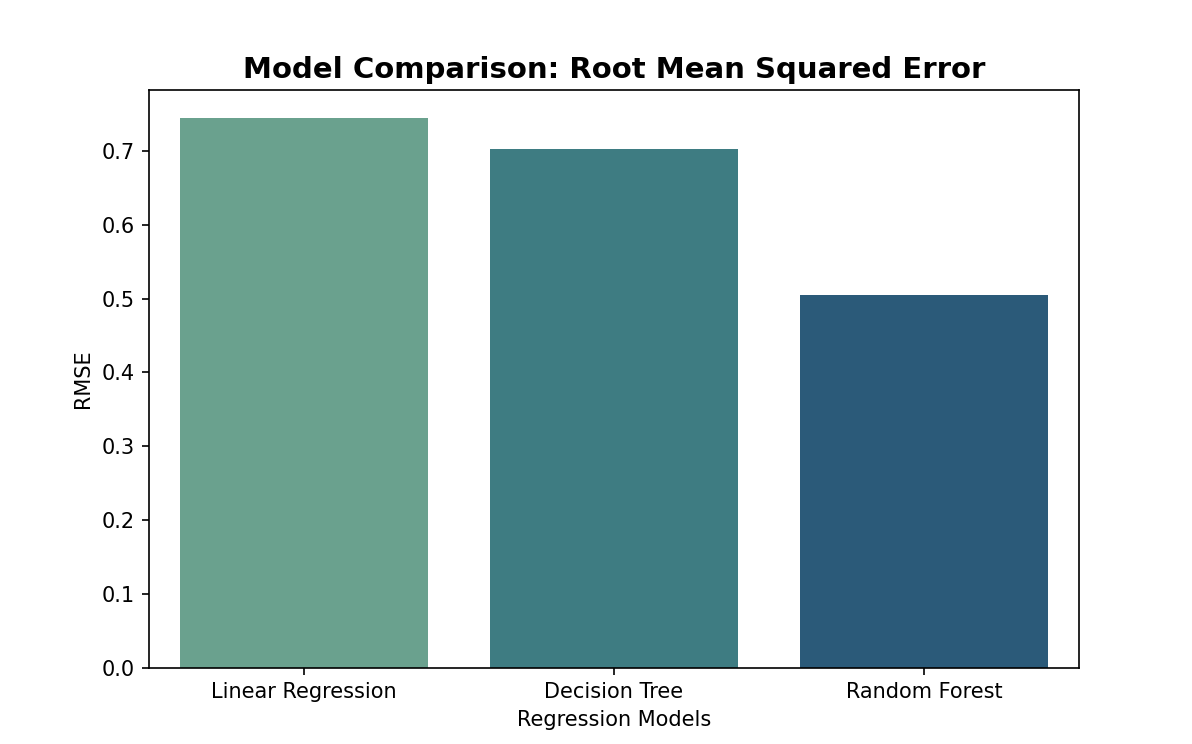 Model Comparison: Root Mean Squared Error
RMSE
0.7
0.6
0.5
0.4
0.3
0.2
0.1
0.0
Linear Regression
Decision Tree
Random Forest
Regression Models